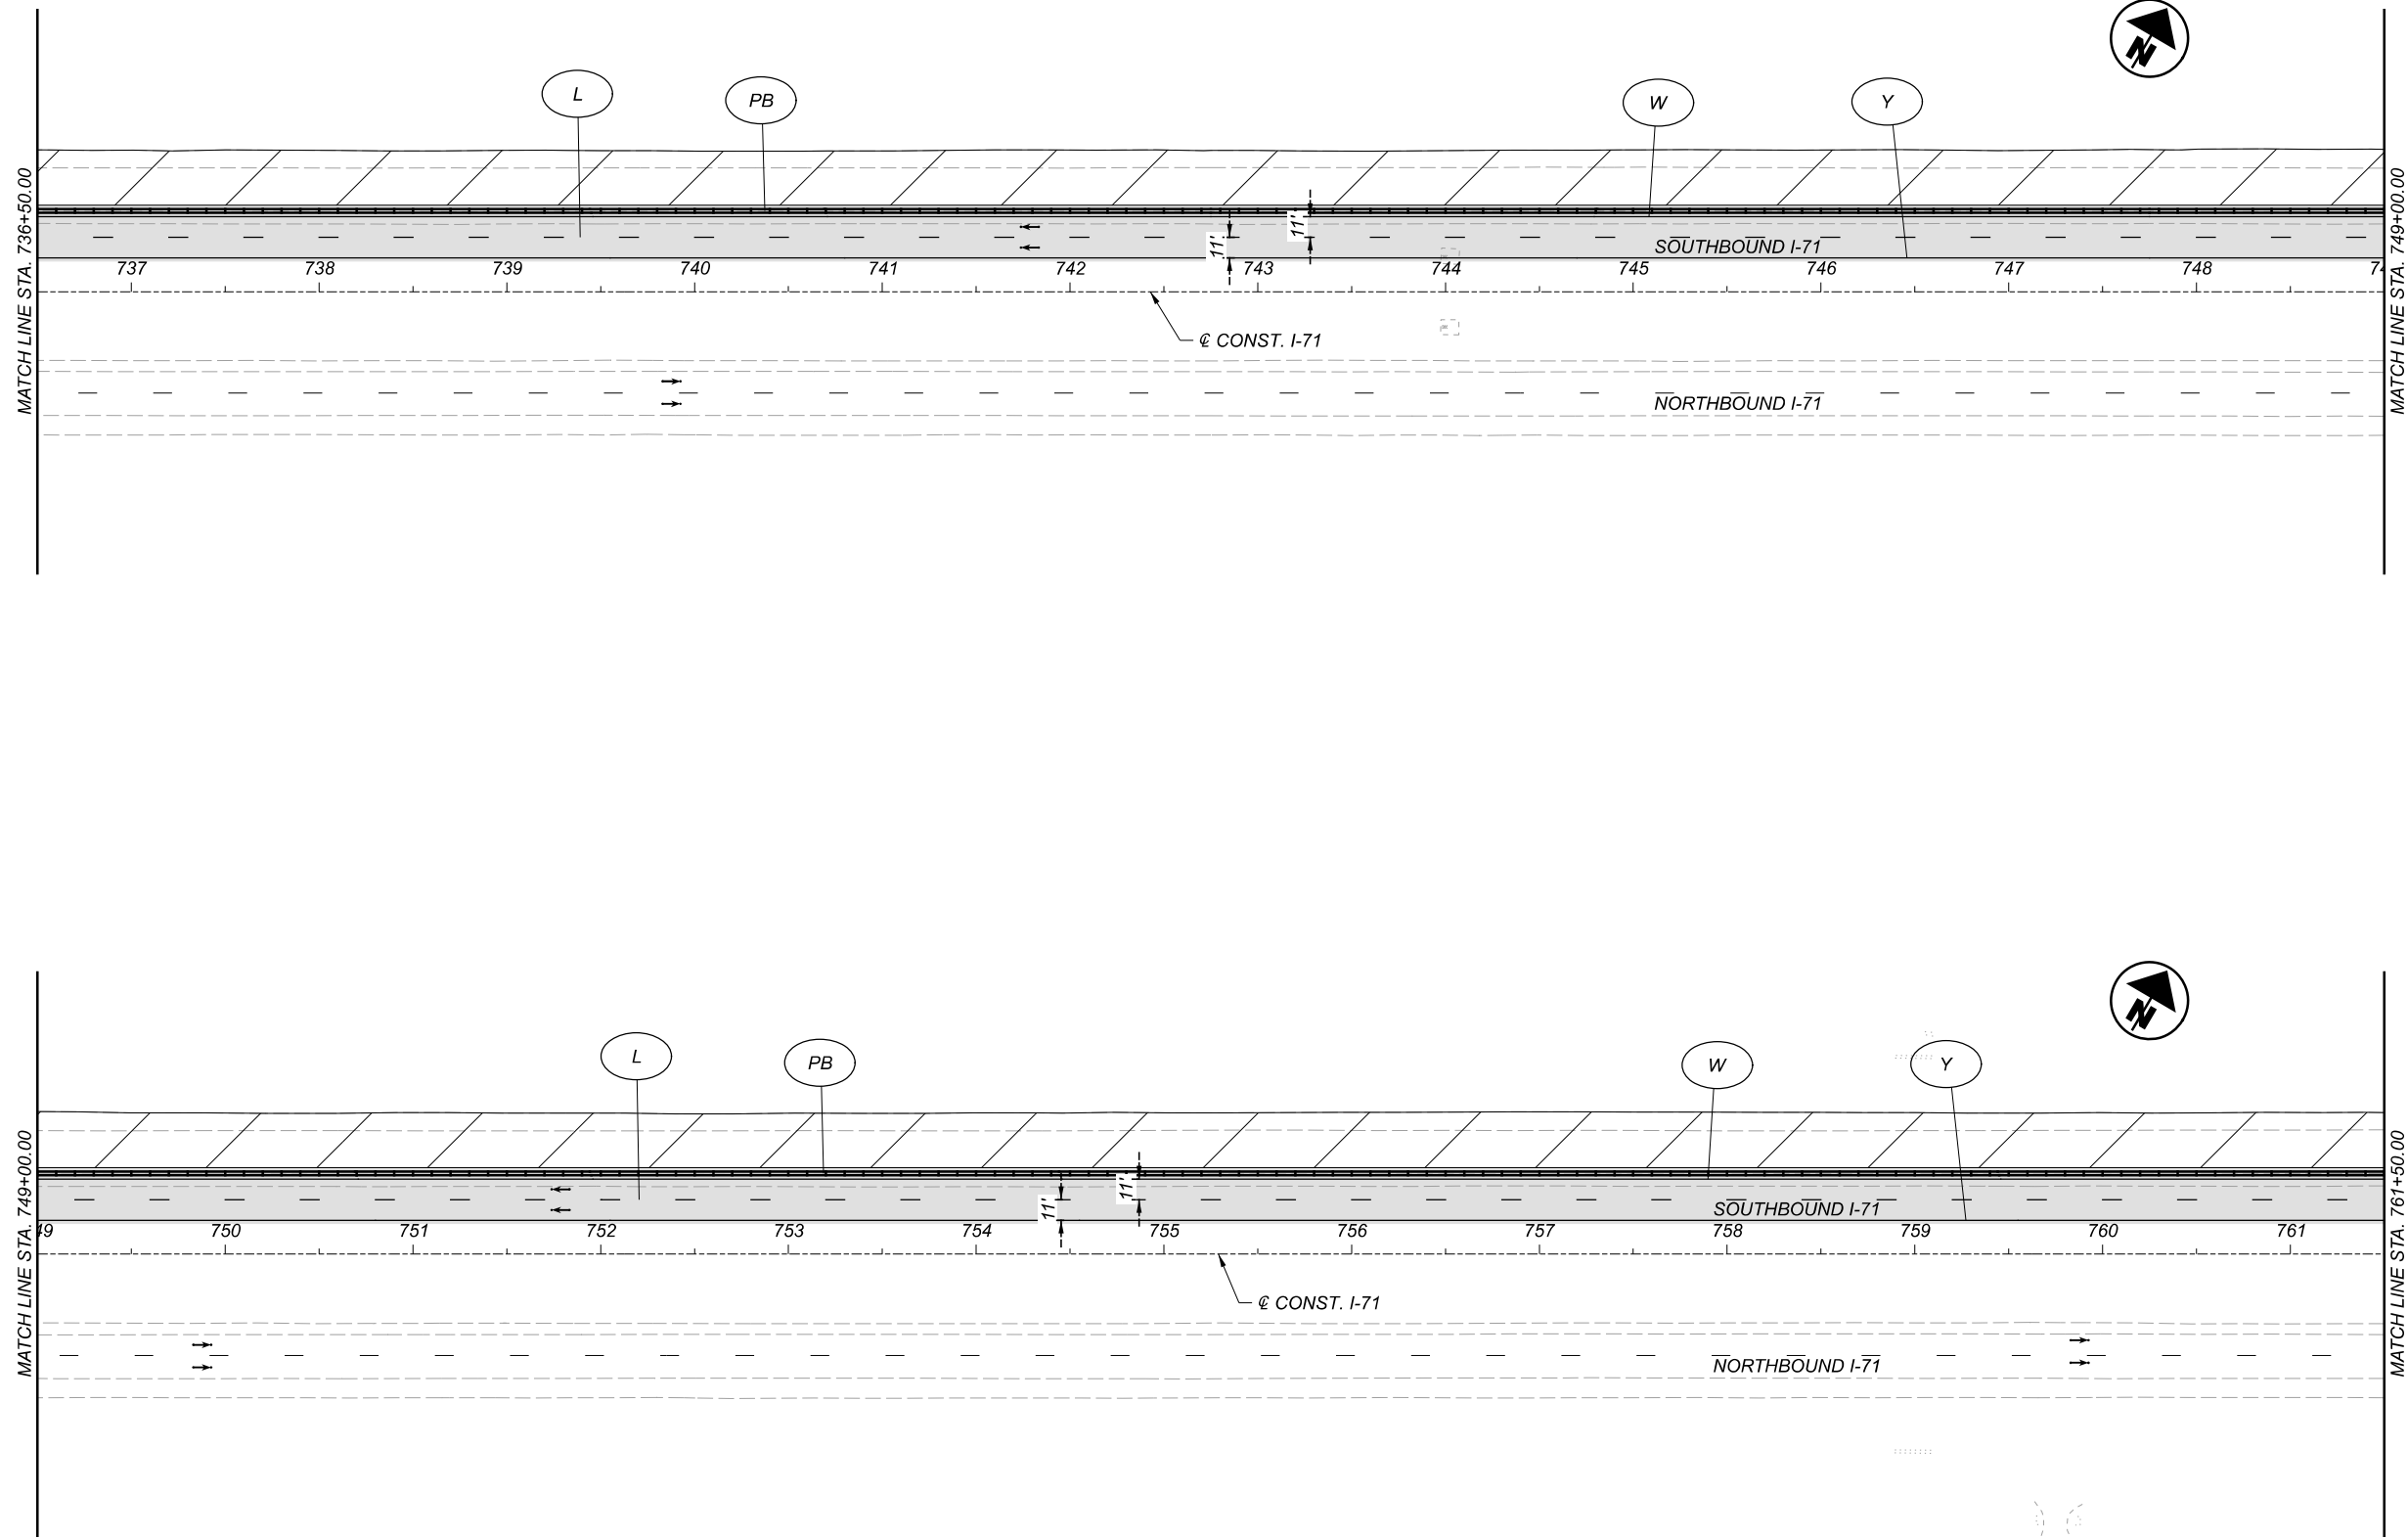 N
L
PB
W
Y
MATCH LINE STA. 736+50.00
11'
11'
SOUTHBOUND I-71
737 738 739 740 741 742 743 744 745 746 747 748 74
MATCH LINE STA. 749+00.00
℄ CONST. I-71
NORTHBOUND I-71
N
L
PB
W
Y
MATCH LINE STA. 749+00.00
11'
11'
SOUTHBOUND I-71
49 750 751 752 753 754 755 756 757 758 759 760 761
MATCH LINE STA. 761+50.00
℄ CONST. I-71
NORTHBOUND I-71